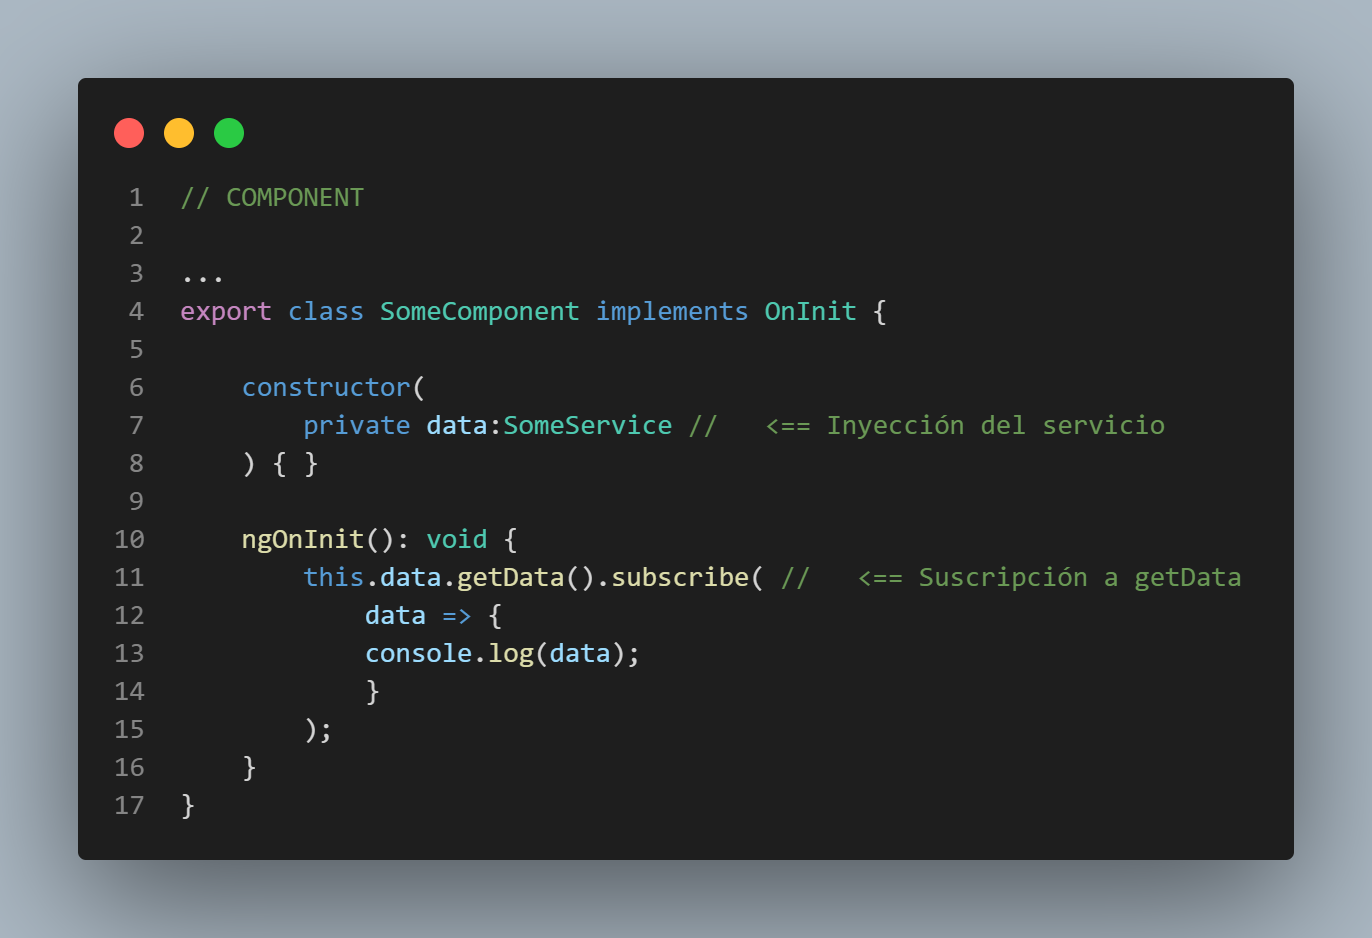 1 // COMPONENT
2
3 ...
4 export class SomeComponent implements OnInit {
5
6     constructor(
7         private data:SomeService //   <== Inyección del servicio
8     ) { }
9
10     ngOnInit(): void {
11         this.data.getData().subscribe( //   <== Suscripción a getData
12             data => {
13             console.log(data);
14             }
15         );
16     }
17 }